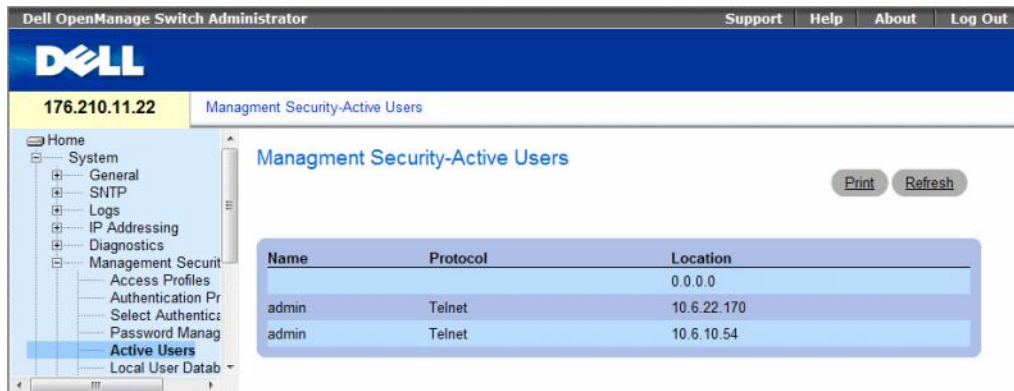 Dell OpenManage Switch Administrator Support Help About Log Out
DELL
176.210.11.22 Managment Security-Active Users
Home
System
General
SNTP
Logs
IP Addressing
Diagnostics
Management Securit
Access Profiles
Authentication Pr
Select Authentica
Password Manag
Active Users
Local User Datab
Managment Security-Active Users
Print Refresh
Name Protocol Location
0.0.0.0
admin Telnet 10.6.22.170
admin Telnet 10.6.10.54